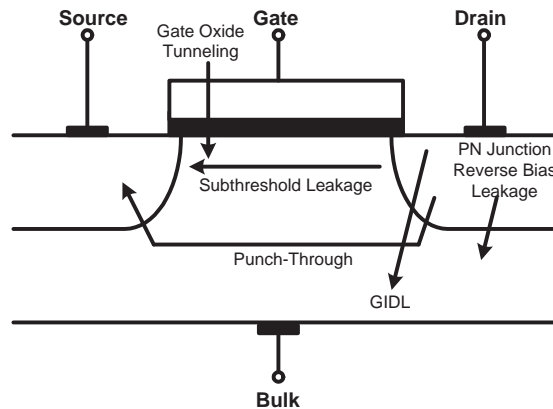 Source
Gate
Drain
Gate Oxide
Tunneling
PN Junction
Reverse Bias
Leakage
Subthreshold Leakage
Punch-Through
GIDL
Bulk